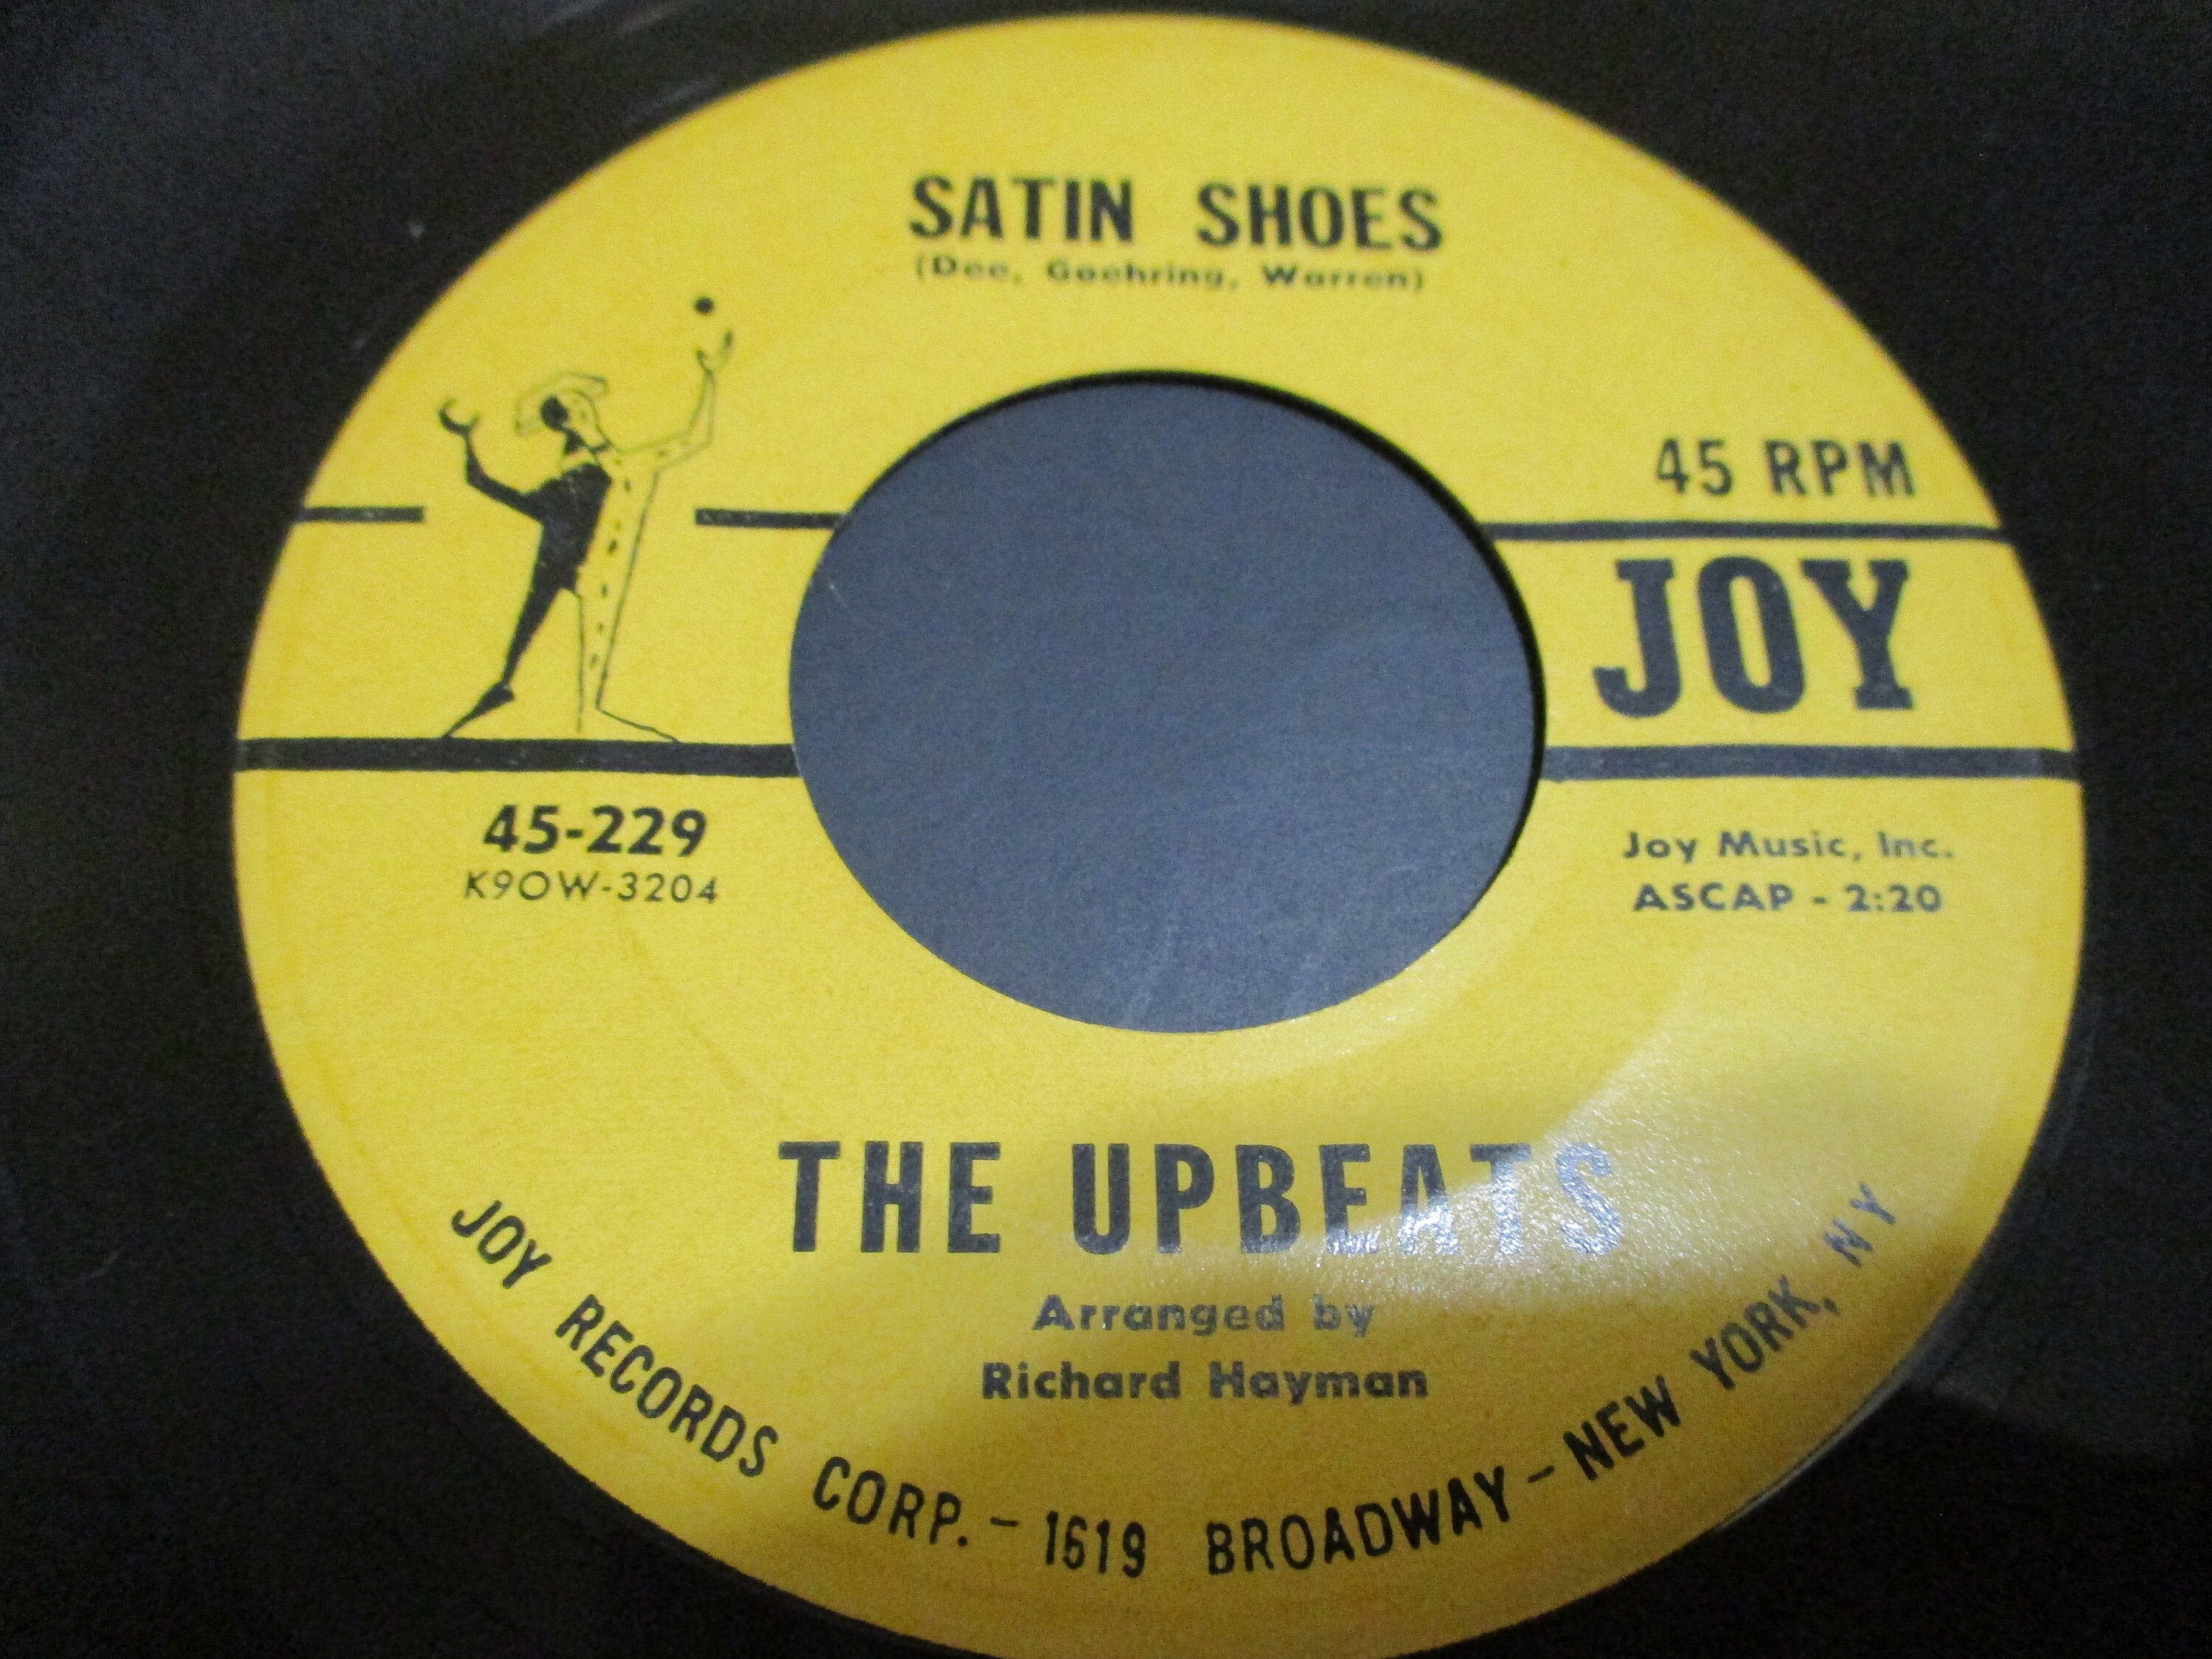 SATIN SHOES
(Dee, Goehring, Warren)
45 RPM
JOY
45-229
K9OW-3204
Joy Music, Inc.
ASCAP - 2:20
THE UPBEATS
Arranged by
Richard Hayman
JOY RECORDS CORP. - 1619 BROADWAY - NEW YORK, NY